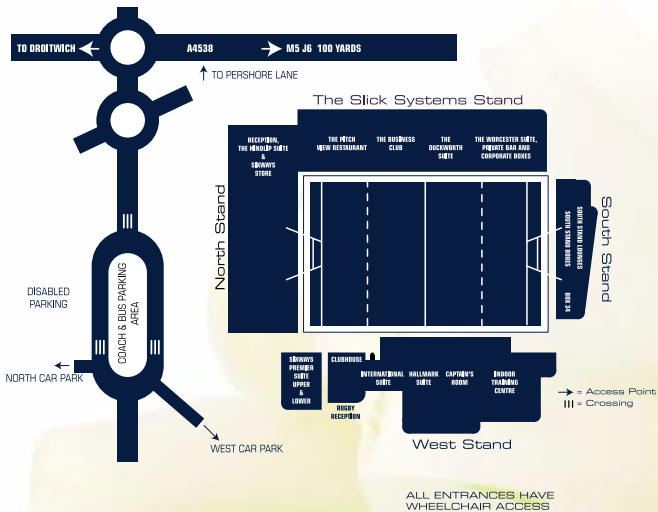 TO DROITWICH
A4538
M5 J6 100 YARDS
TO PERSHORE LANE
The Slick Systems Stand
RECEPTION,
THE HINDLIP SUITE
&
SIXWAYS
STORE
THE PITCH
VIEW RESTAURANT
THE BUSINESS
CLUB
THE
DUCKWORTH
SUITE
THE WORCESTER SUITE,
PRIVATE BAR AND
CORPORATE BOXES
North Stand
SOUTH STAND LOUNGES
SOUTH STAND BOXES
BOX 34
South Stand
DISABLED
PARKING
COACH & BUS PARKING
AREA
NORTH CAR PARK
WEST CAR PARK
SIXWAYS
PREMIER
SUITE
UPPER
&
LOWER
CLUBHOUSE
RUGBY
RECEPTION
INTERNATIONAL
SUITE
HALLMARK
SUITE
CAPTAIN'S
ROOM
INDOOR
TRAINING
CENTRE
West Stand
= Access Point
= Crossing
ALL ENTRANCES HAVE
WHEELCHAIR ACCESS